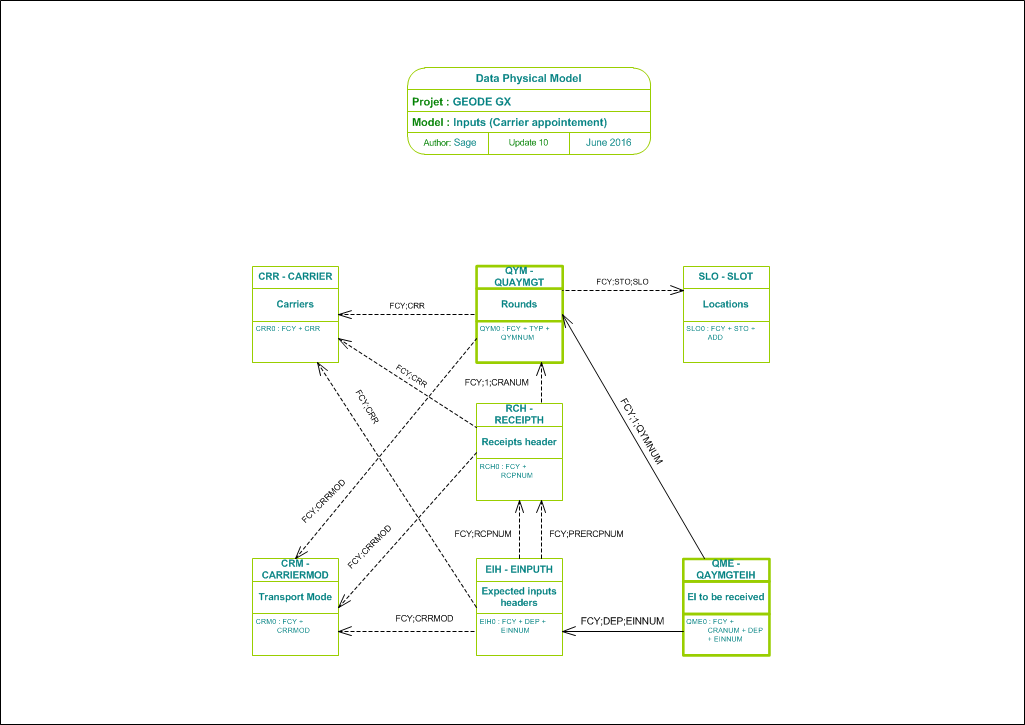 Data Physical Model
Projet : GEODE GX
Model : Inputs (Carrier appointement)
Author: Sage
Update 10
June 2016
CRR - CARRIER
Carriers
CRR0 : FCY + CRR
QYM -
QUAYMGT
Rounds
QYM0 : FCY + TYP +
QYMNUM
SLO - SLOT
Locations
SLO0 : FCY + STO +
ADD
FCY;STO;SLO
FCY;CRR
FCY;CRR
FCY;CRR
FCY;1;CRANUM
FCY;1;QYMNUM
RCH -
RECEIPTH
Receipts header
RCH0 : FCY +
RCPNUM
FCY;CRRMOD
FCY;CRRMOD
FCY;RCPNUM
FCY;PRERCPNUM
CRM -
CARRIERMOD
Transport Mode
CRM0 : FCY +
CRRMOD
FCY;CRRMOD
EIH - EINPUTH
Expected inputs
headers
EIH0 : FCY + DEP +
EINNUM
FCY;DEP;EINNUM
QME -
QAYMGTEIH
EI to be received
QME0 : FCY +
CRANUM + DEP
+ EINNUM